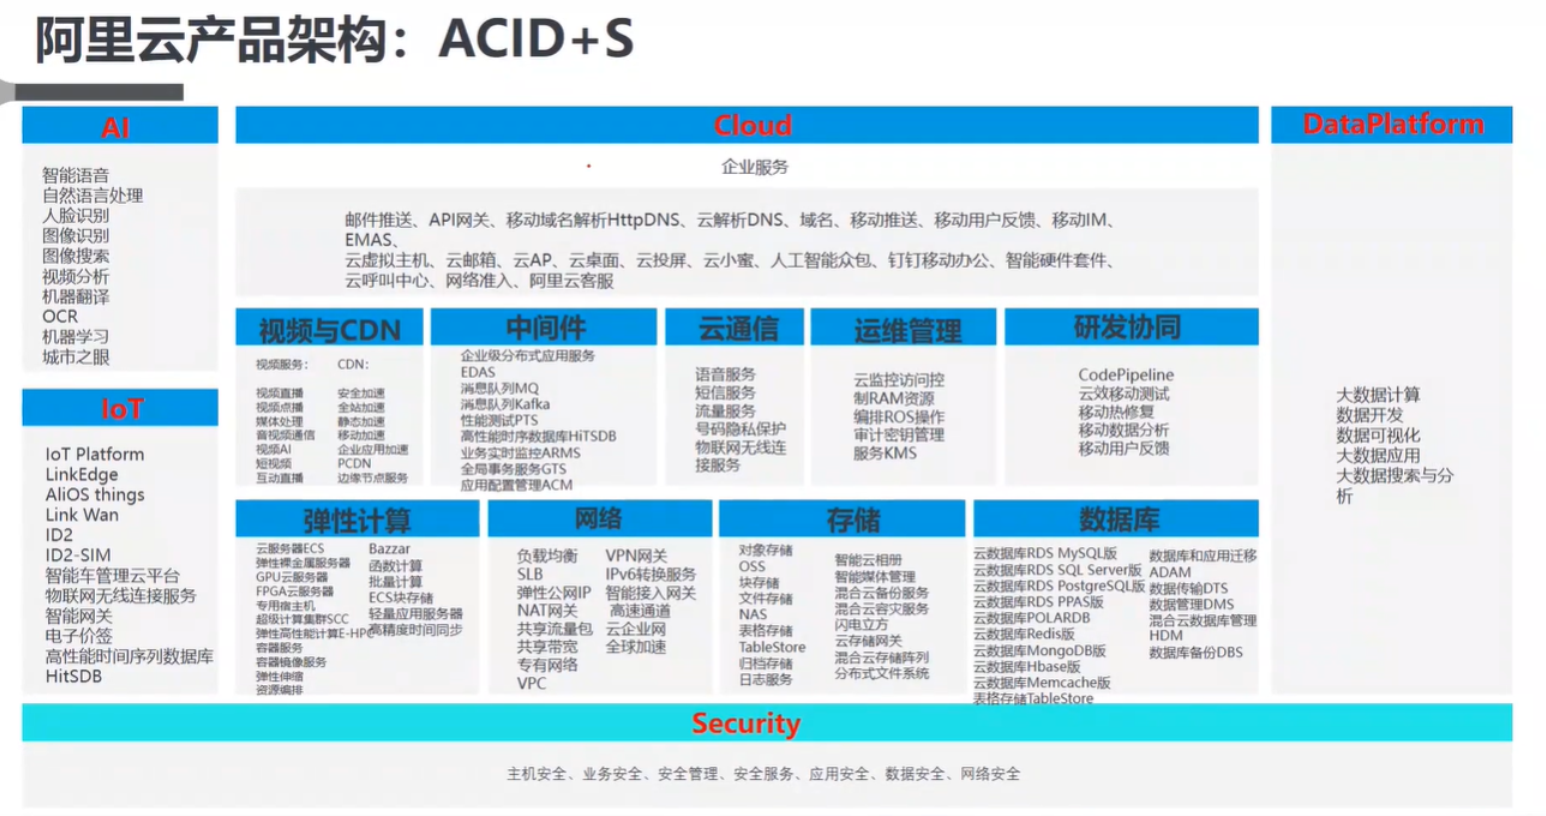 阿里云产品架构：ACID+S
AI
智能语音
自然语言处理
人脸识别
图像识别
图像搜索
视频分析
机器翻译
OCR
机器学习
城市之眼
IoT
IoT Platform
LinkEdge
AliOS things
Link Wan
ID2
ID2-SIM
智能车管理云平台
物联网无线连接服务
智能网关
电子价签
高性能时间序列数据库
HitSDB
Cloud
企业服务
邮件推送、API网关、移动域名解析HttpDNS、云解析DNS、域名、移动推送、移动用户反馈、移动IM、
EMAS、
云虚拟主机、云邮箱、云AP、云桌面、云投屏、云小蜜、人工智能众包、钉钉移动办公、智能硬件套件、
云呼叫中心、网络准入、阿里云客服
视频与CDN
视频服务：
视频直播
视频点播
媒体处理
音视频通信
视频AI
短视频
互动直播
CDN：
安全加速
全站加速
静态加速
移动加速
企业应用加速
PCDN
边缘节点服务
中间件
企业级分布式应用服务
EDAS
消息队列MQ
消息队列Kafka
性能测试PTS
高性能时序数据库HiTSDB
业务实时监控ARMS
全局事务服务GTS
应用配置管理ACM
云通信
语音服务
短信服务
流量服务
号码隐私保护
物联网无线连
接服务
运维管理
云监控访问控
制RAM资源
编排ROS操作
审计密钥管理
服务KMS
研发协同
CodePipeline
云效移动测试
移动热修复
移动数据分析
移动用户反馈
弹性计算
云服务器ECS
弹性裸金属服务器
GPU云服务器
FPGA云服务器
专用宿主机
超级计算集群SCC
弹性高性能计算E-HPC
容器服务
容器镜像服务
弹性伸缩
资源编排
Bazzar
函数计算
批量计算
ECS块存储
轻量应用服务器
高精度时间同步
网络
负载均衡
SLB
弹性公网IP
NAT网关
共享流量包
共享带宽
专有网络
VPC
VPN网关
IPv6转换服务
智能接入网关
高速通道
云企业网
全球加速
存储
对象存储
OSS
块存储
文件存储
NAS
表格存储
TableStore
归档存储
日志服务
智能云相册
智能媒体管理
混合云备份服务
混合云容灾服务
闪电立方
云存储网关
混合云存储阵列
分布式文件系统
数据库
云数据库RDS MySQL版
云数据库RDS SQL Server版
云数据库RDS PostgreSQL版
云数据库RDS PPAS版
云数据库POLARDB
云数据库Redis版
云数据库MongoDB版
云数据库Hbase版
云数据库Memcache版
表格存储TableStore
数据库和应用迁移
ADAM
数据传输DTS
数据管理DMS
混合云数据库管理
HDM
数据库备份DBS
DataPlatform
大数据计算
数据开发
数据可视化
大数据应用
大数据搜索与分
析
Security
主机安全、业务安全、安全管理、安全服务、应用安全、数据安全、网络安全